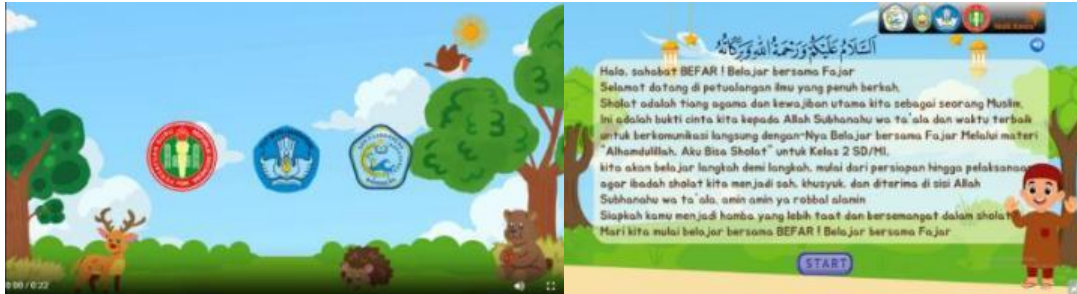 0:00 / 0:22
اَلسَّلَامُ عَلَيْكُمْ وَرَحْمَةُ اللهِ وَبَرَكَاتُهُ
Halo, sahabat BEFAR ! Belajar bersama Fajar
Selamat datang di petualangan ilmu yang penuh berkah.
Sholat adalah tiang agama dan kewajiban utama kita sebagai seorang Muslim.
Ini adalah bukti cinta kita kepada Allah Subhanahu wa ta'ala dan waktu terbaik
untuk berkomunikasi langsung dengan-Nya Belajar bersama Fajar Melalui materi
"Alhamdulillah, Aku Bisa Sholat" untuk Kelas 2 SD/MI.
kita akan belajar langkah demi langkah, mulai dari persiapan hingga pelaksanaa
agar ibadah sholat kita menjadi sah, khusyuk, dan diterima di sisi Allah
Subhanahu wa ta'ala. amin amin ya robbal alamin
Siapkah kamu menjadi hamba yang lebih taat dan bersemangat dalam sholat
Mari kita mulai belajar bersama BEFAR ! Belajar bersama Fajar
START